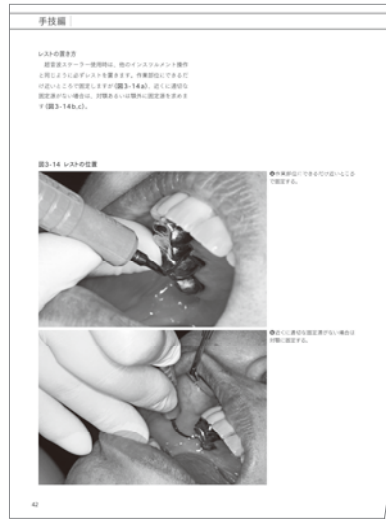 手技編
レストの置き方
超音波スケーラー使用時は、他のインスツルメント操作
と同じように必ずレストを置きます。作業部位にできるだ
け近いところで固定しますが(図3-14a)、近くに適切な
固定源がない場合は、対顎あるいは顎外に固定源を求めま
す(図3-14b,c)。
図3-14 レストの位置
作業部位にできるだけ近いところ
で固定する。
近くに適切な固定源がない場合は
対顎に固定する。
42